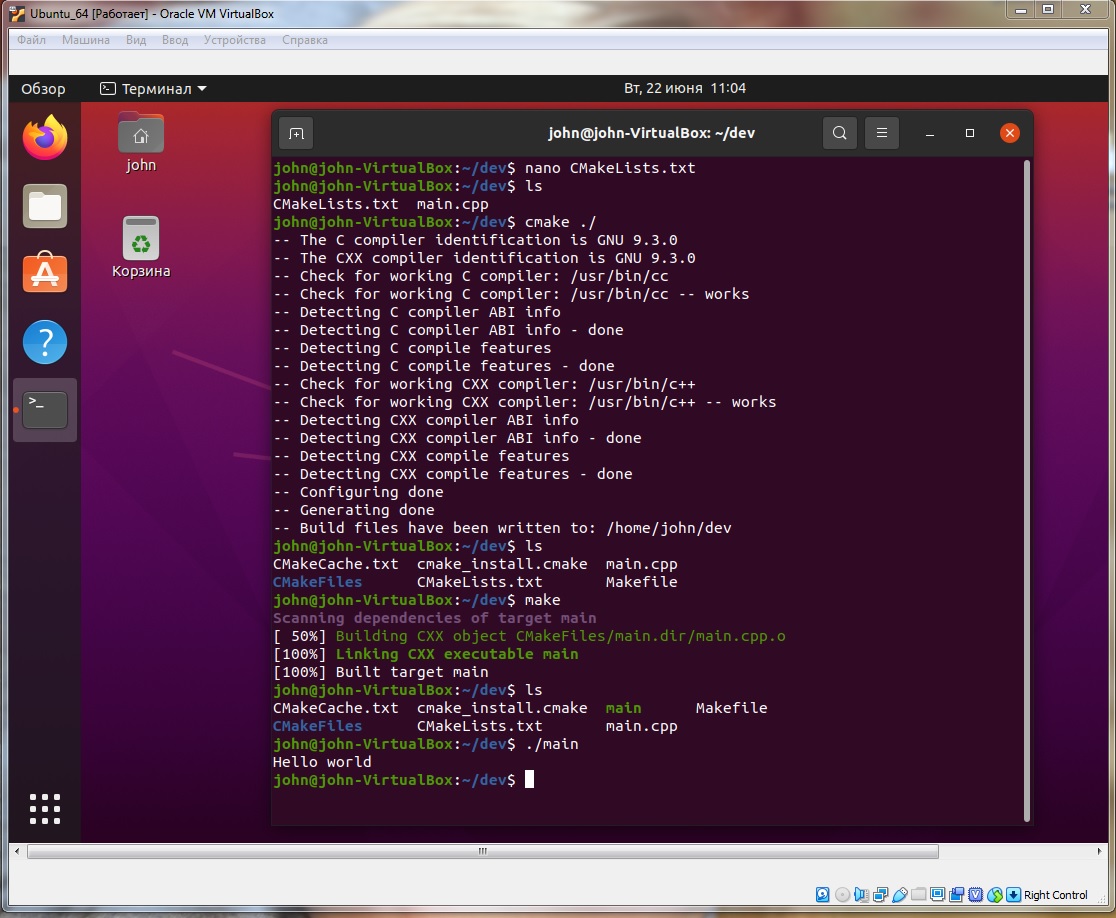 Ubuntu_64 [Работает] - Oracle VM VirtualBox
Файл Машина Вид Ввод Устройства Справка
Обзор Терминал Вт, 22 июня 11:04
john
Корзина
john@john-VirtualBox: ~/dev
john@john-VirtualBox:~/dev$ nano CMakeLists.txt
john@john-VirtualBox:~/dev$ ls
CMakeLists.txt  main.cpp
john@john-VirtualBox:~/dev$ cmake ./
-- The C compiler identification is GNU 9.3.0
-- The CXX compiler identification is GNU 9.3.0
-- Check for working C compiler: /usr/bin/cc
-- Check for working C compiler: /usr/bin/cc -- works
-- Detecting C compiler ABI info
-- Detecting C compiler ABI info - done
-- Detecting C compile features
-- Detecting C compile features - done
-- Check for working CXX compiler: /usr/bin/c++
-- Check for working CXX compiler: /usr/bin/c++ -- works
-- Detecting CXX compiler ABI info
-- Detecting CXX compiler ABI info - done
-- Detecting CXX compile features
-- Detecting CXX compile features - done
-- Configuring done
-- Generating done
-- Build files have been written to: /home/john/dev
john@john-VirtualBox:~/dev$ ls
CMakeCache.txt  cmake_install.cmake  main.cpp
CMakeFiles      CMakeLists.txt       Makefile
john@john-VirtualBox:~/dev$ make
Scanning dependencies of target main
[ 50%] Building CXX object CMakeFiles/main.dir/main.cpp.o
[100%] Linking CXX executable main
[100%] Built target main
john@john-VirtualBox:~/dev$ ls
CMakeCache.txt  cmake_install.cmake  main      Makefile
CMakeFiles      CMakeLists.txt       main.cpp
john@john-VirtualBox:~/dev$ ./main
Hello world
john@john-VirtualBox:~/dev$
Right Control